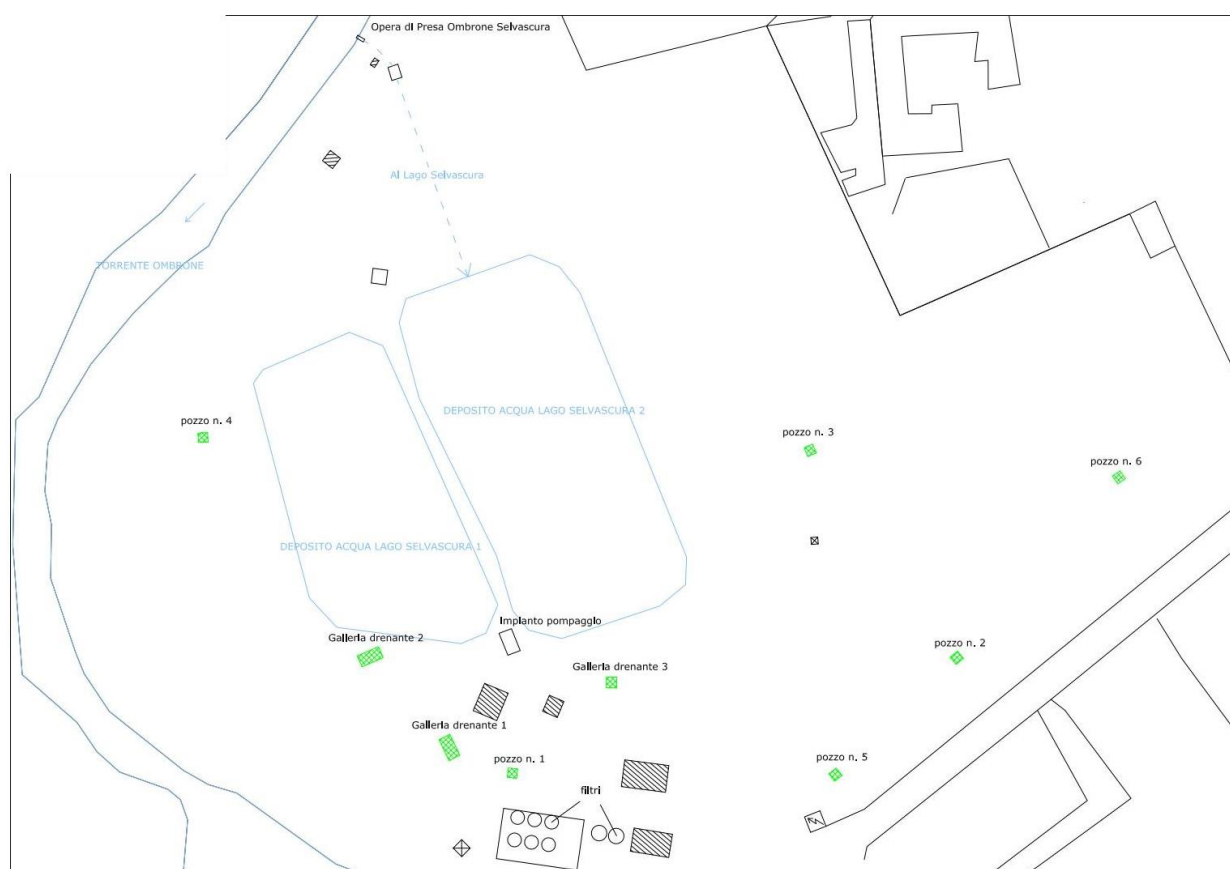 Opera di Presa Ombrone Selvascura
Al Lago Selvascura
TORRENTE OMBRONE
DEPOSITO ACQUA LAGO SELVASCURA 2
pozzo n. 4
pozzo n. 3
pozzo n. 6
DEPOSITO ACQUA LAGO SELVASCURA 1
Impianto pompaggio
Galleria drenante 2
pozzo n. 2
Galleria drenante 3
Galleria drenante 1
pozzo n. 1
pozzo n. 5
filtri